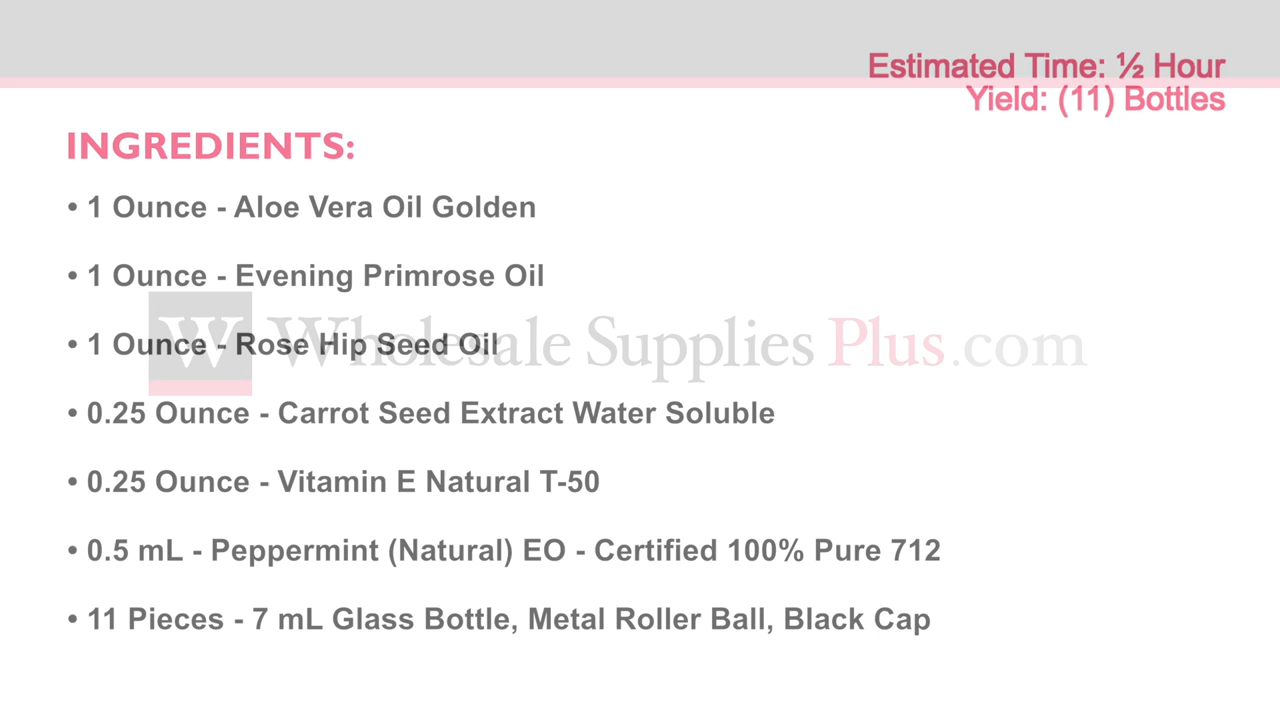 Estimated Time: ½ Hour
Yield: (11) Bottles
INGREDIENTS:
• 1 Ounce - Aloe Vera Oil Golden
• 1 Ounce - Evening Primrose Oil
• 1 Ounce - Rose Hip Seed Oil
W Wholesale Supplies Plus.com
• 0.25 Ounce - Carrot Seed Extract Water Soluble
• 0.25 Ounce - Vitamin E Natural T-50
• 0.5 mL - Peppermint (Natural) EO - Certified 100% Pure 712
• 11 Pieces - 7 mL Glass Bottle, Metal Roller Ball, Black Cap